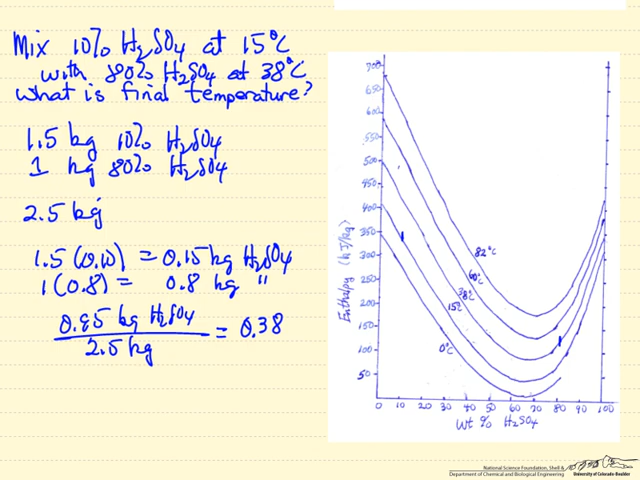 Mix 10% H₂SO₄ at 15°C
with 80% H₂SO₄ at 38°C
What is final temperature?
1.5 kg 10% H₂SO₄
1 kg 80% H₂SO₄
2.5 kg
1.5(0.10) = 0.15 kg H₂SO₄
1(0.8) = 0.8 kg "
0.95 kg H₂SO₄ = 0.38
2.5 kg
700
650
600
550
500
450
400
350
300
250
200
150
100
50
Enthalpy (kJ/kg)
82°C
60°C
38°C
15°C
0°C
0 10 20 30 40 50 60 70 80 90 100
Wt % H₂SO₄
National Science Foundation, Shell &
Department of Chemical and Biological Engineering
University of Colorado-Boulder